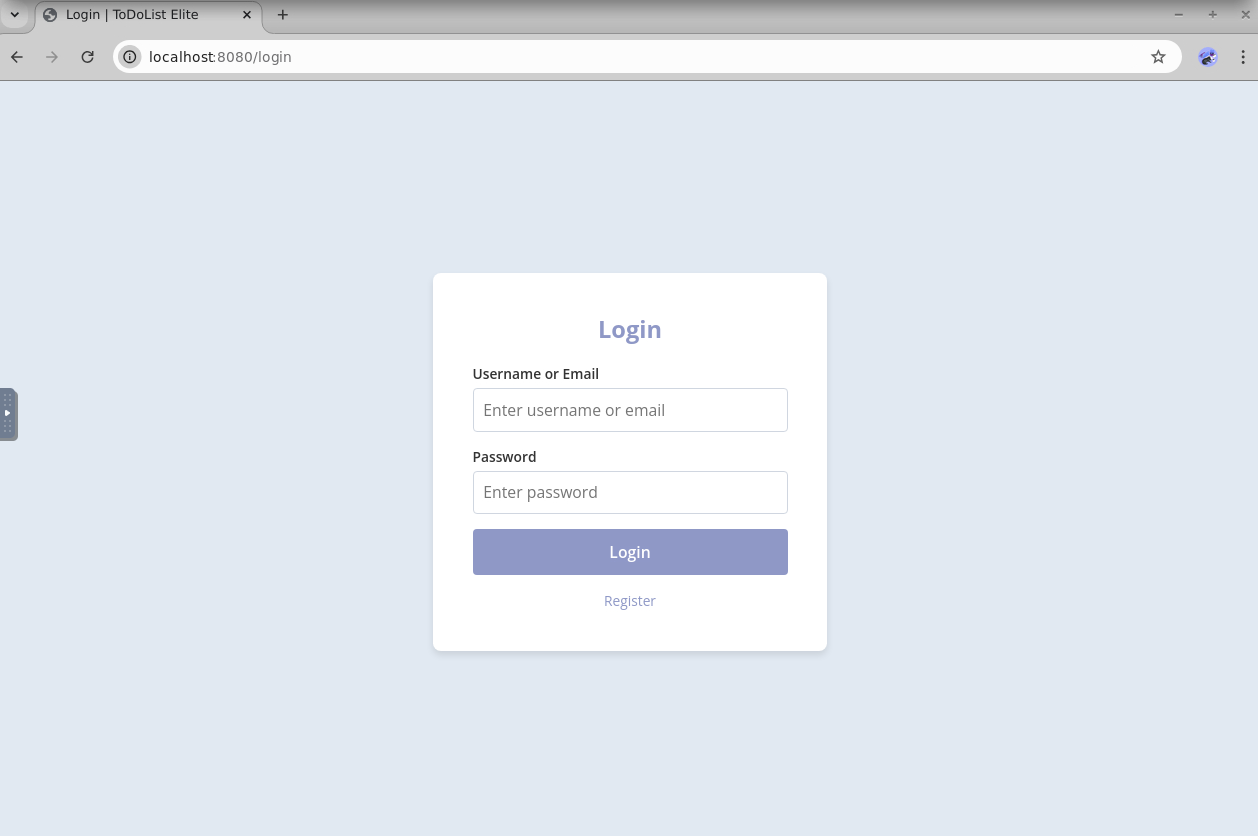 Login | ToDoList Elite
localhost:8080/login
Login
Username or Email
Enter username or email
Password
Enter password
Login
Register